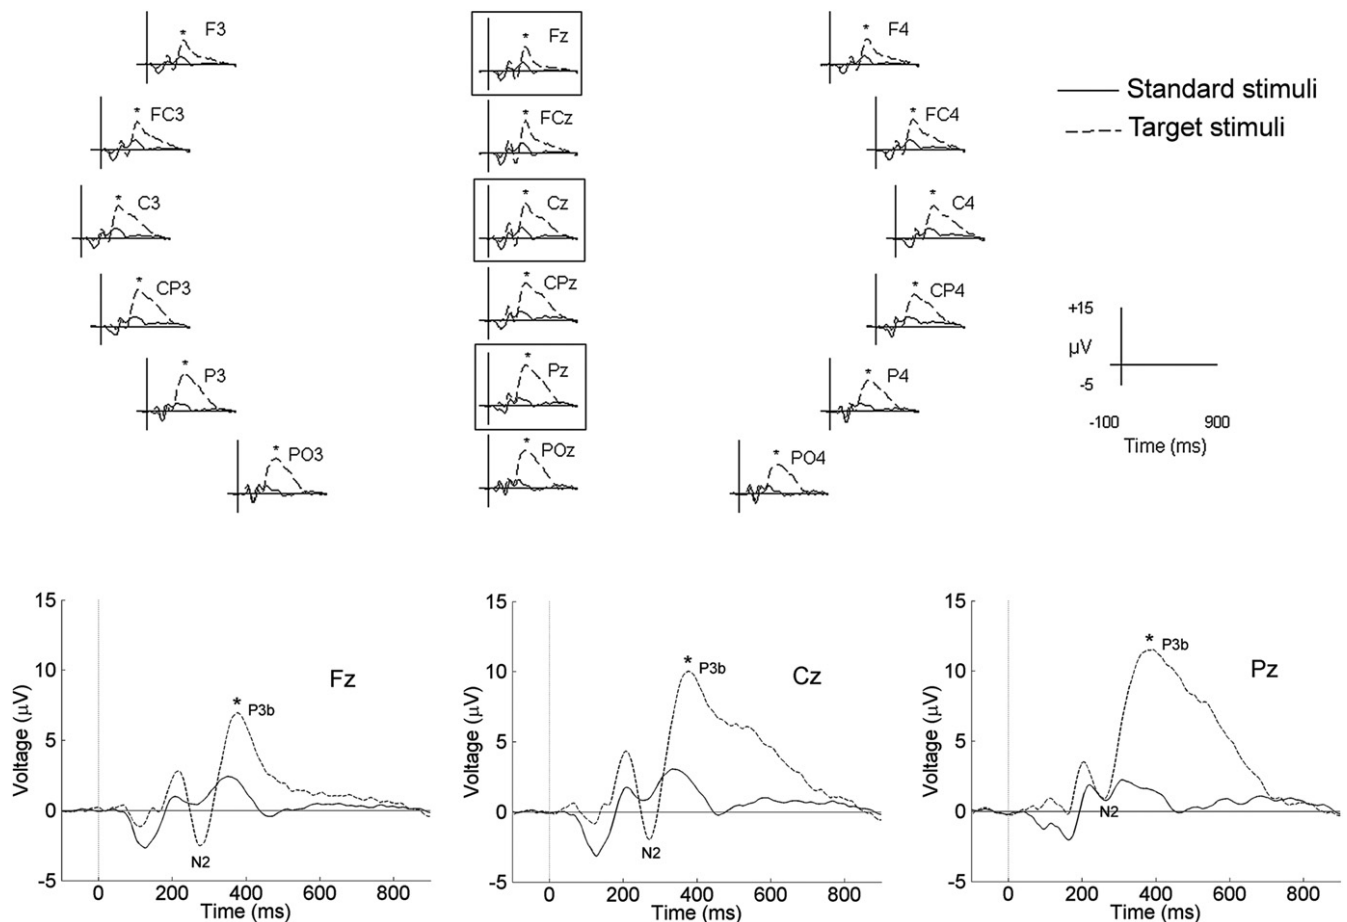 * F3
* Fz
* F4
Standard stimuli
Target stimuli
* FC3
* FCz
* FC4
* C3
* Cz
* C4
* CP3
* CPz
* CP4
+15
µV
-5
-100 900
Time (ms)
* P3
* Pz
* P4
* PO3
* POz
* PO4
15
10
5
0
-5
Voltage (µV)
Fz
* P3b
N2
0 200 400 600 800
Time (ms)
15
10
5
0
-5
Voltage (µV)
Cz
* P3b
N2
0 200 400 600 800
Time (ms)
15
10
5
0
-5
Voltage (µV)
Pz
* P3b
N2
0 200 400 600 800
Time (ms)